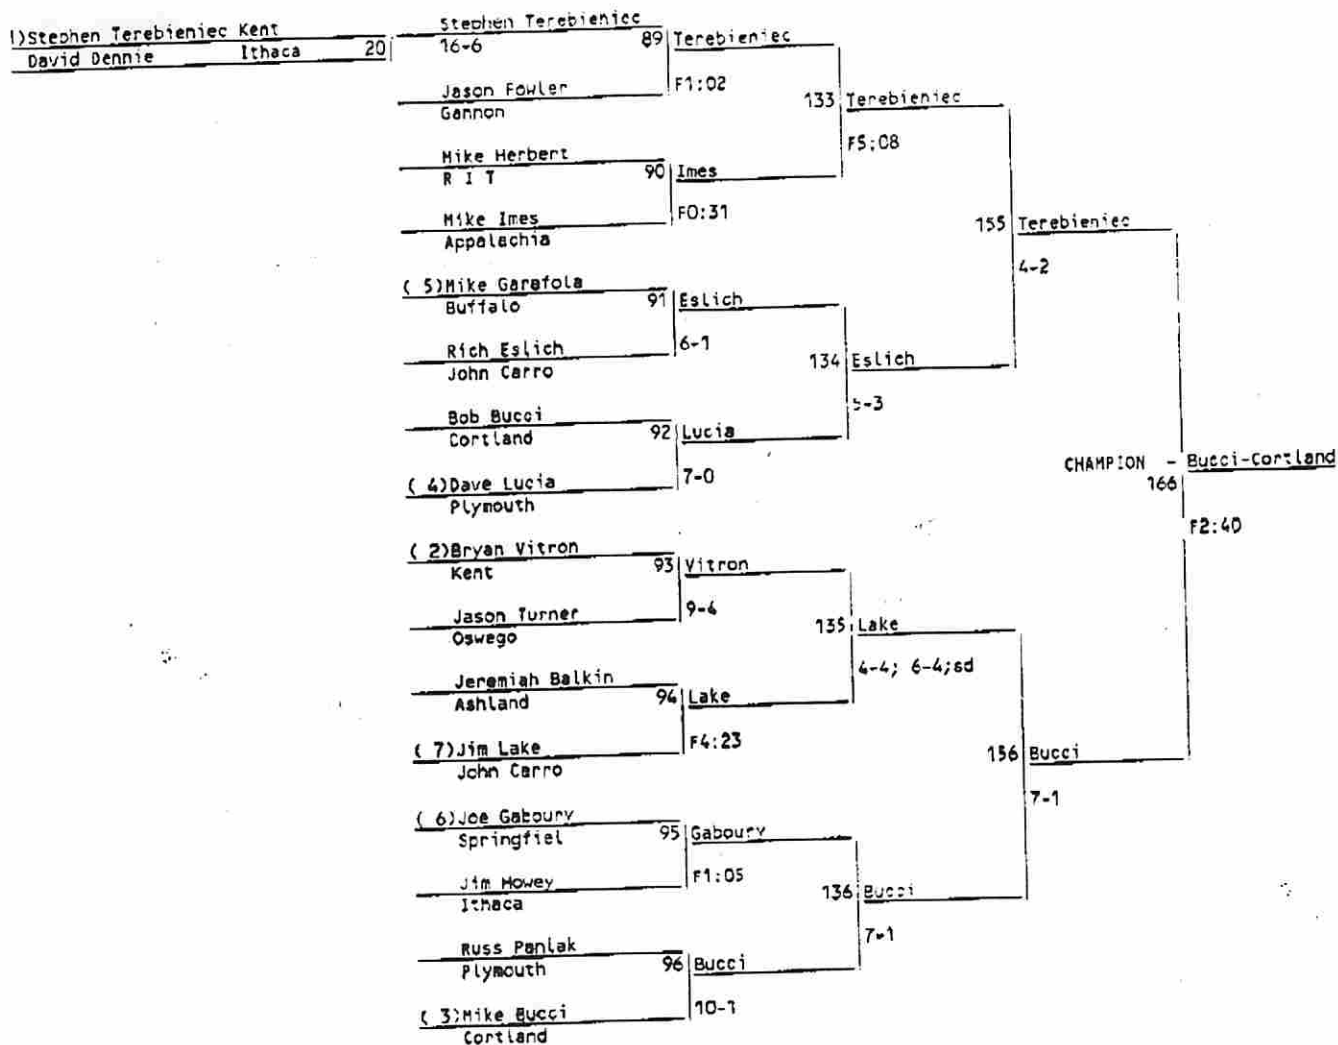 1)Stephen Terebieniec Kent
David Dennie Ithaca 20
Stephen Terebieniec
16-6
89 Terebieniec
F1:02
Jason Fowler
Gannon
133 Terebieniec
F5:08
Mike Herbert
R I T
90 Imes
F0:31
Mike Imes
Appalachia
155 Terebieniec
4-2
( 5)Mike Garafola
Buffalo
91 Eslich
6-1
Rich Eslich
John Carro
134 Eslich
5-3
Bob Bucci
Cortland
92 Lucia
7-0
( 4)Dave Lucia
Plymouth
CHAMPION - Bucci-Cortland
166
F2:40
( 2)Bryan Vitron
Kent
93 Vitron
9-4
Jason Turner
Oswego
135 Lake
4-4; 6-4;sd
Jeremiah Balkin
Ashland
94 Lake
F4:23
( 7)Jim Lake
John Carro
156 Bucci
7-1
( 6)Joe Gaboury
Springfiel
95 Gaboury
F1:05
Jim Howey
Ithaca
136 Bucci
7-1
Russ Panlak
Plymouth
96 Bucci
10-1
( 3)Mike Bucci
Cortland